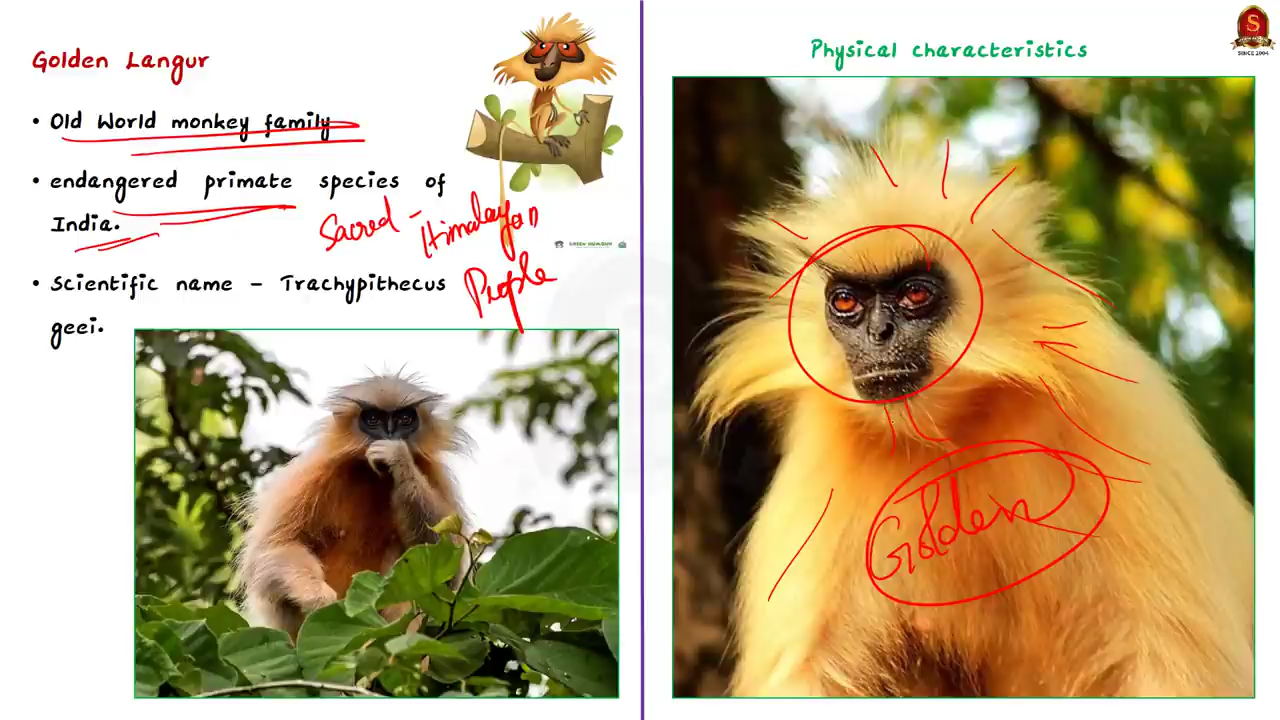 Golden Langur
• Old World monkey family
• endangered primate species of
India.
Sacred - Himalayan
People
• Scientific name - Trachypithecus
geei.
Physical characteristics
Golden
S
SINCE 2004